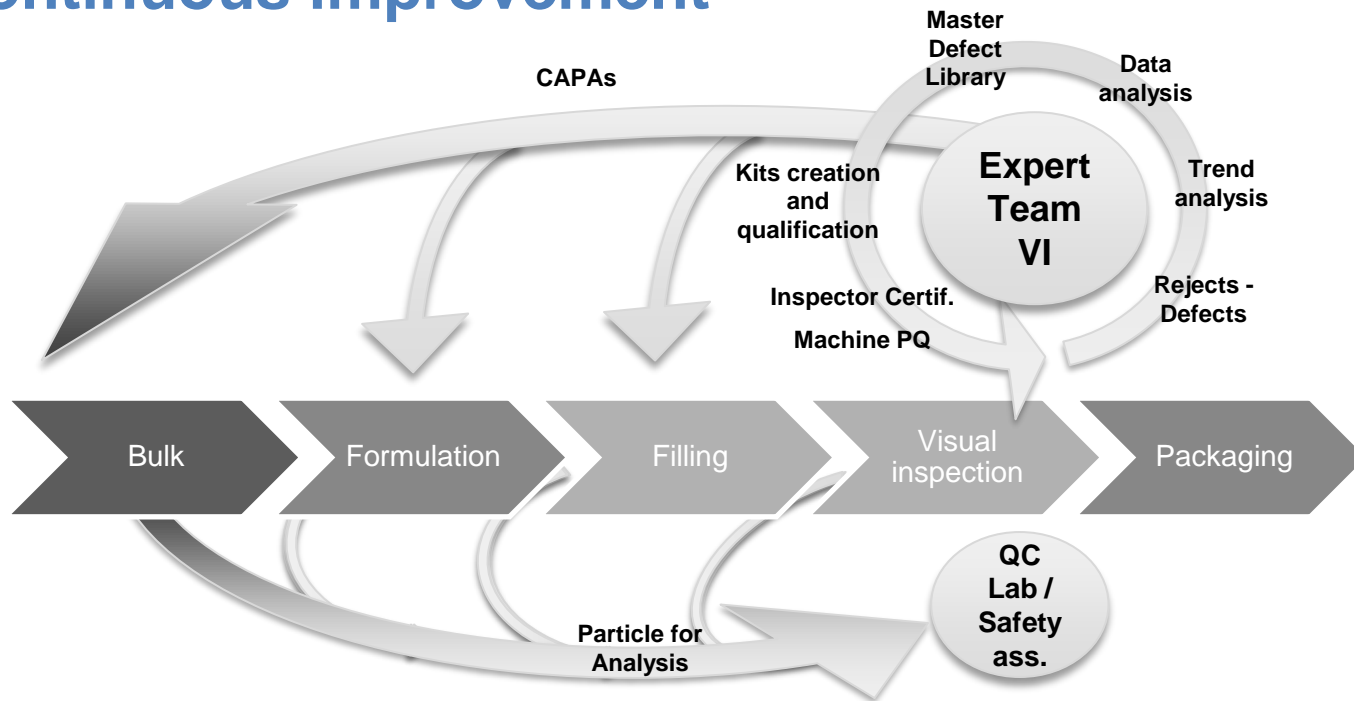 ontinuous improvement
Master
Defect
Library
CAPAs
Data
analysis
Kits creation
and
qualification
Expert
Team
VI
Trend
analysis
Inspector Certif.
Rejects -
Defects
Machine PQ
Bulk
Formulation
Filling
Visual
inspection
Packaging
QC
Lab /
Safety
ass.
Particle for
Analysis